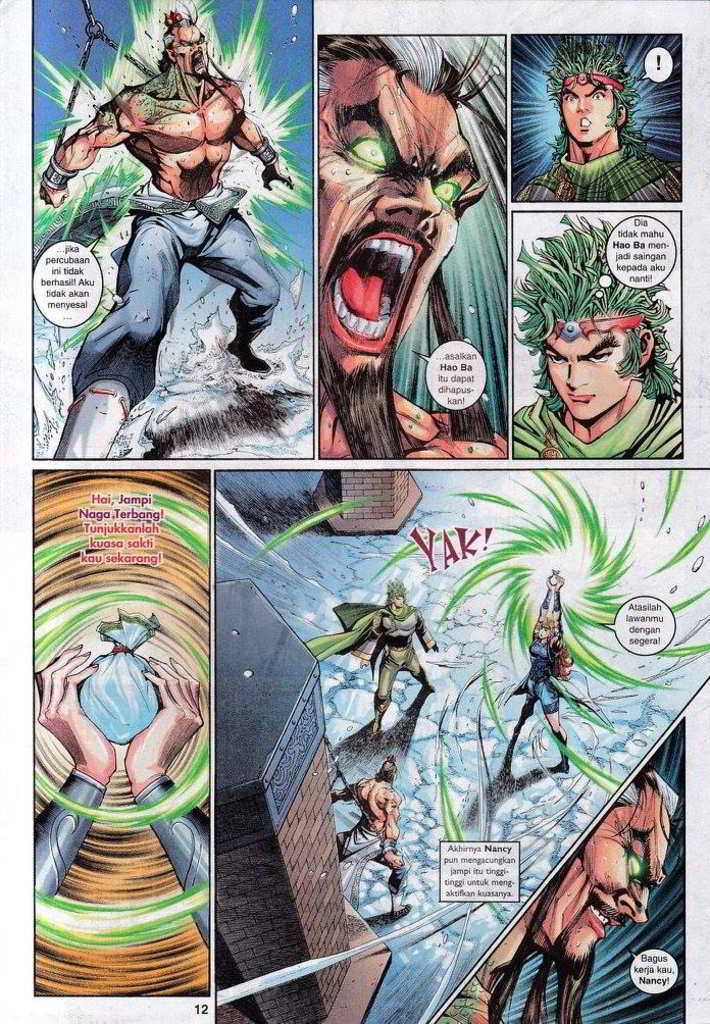 ...jika
percubaan
ini tidak
berhasil! Aku
tidak akan
menyesal
...
...asalkan
Hao Ba
itu dapat
dihapus-
kan!
!
Dia
tidak mahu
Hao Ba men-
jadi saingan
kepada aku
nanti!
Hai, Jampi
Naga Terbang!
Tunjukkanlah
kuasa sakti
kau sekarang!
YAK!
Atasilah
lawanmu
dengan
segera!
Akhirnya Nancy
pun mengacungkan
jampi itu tinggi-
tinggi untuk meng-
aktifkan kuasanya.
Bagus
kerja kau,
Nancy!
12